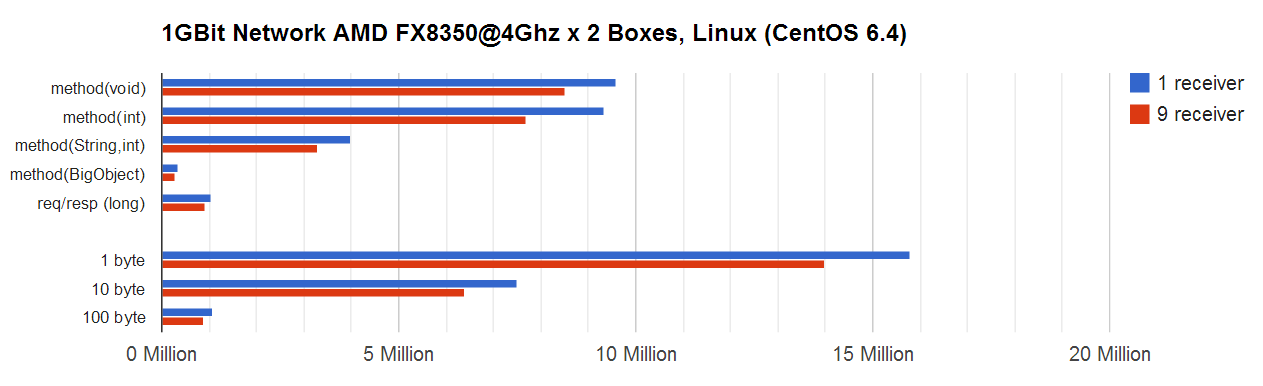 1GBit Network AMD FX8350@4Ghz x 2 Boxes, Linux (CentOS 6.4)
1 receiver
9 receiver
method(void)
method(int)
method(String,int)
method(BigObject)
req/resp (long)
1 byte
10 byte
100 byte
0 Million
5 Million
10 Million
15 Million
20 Million